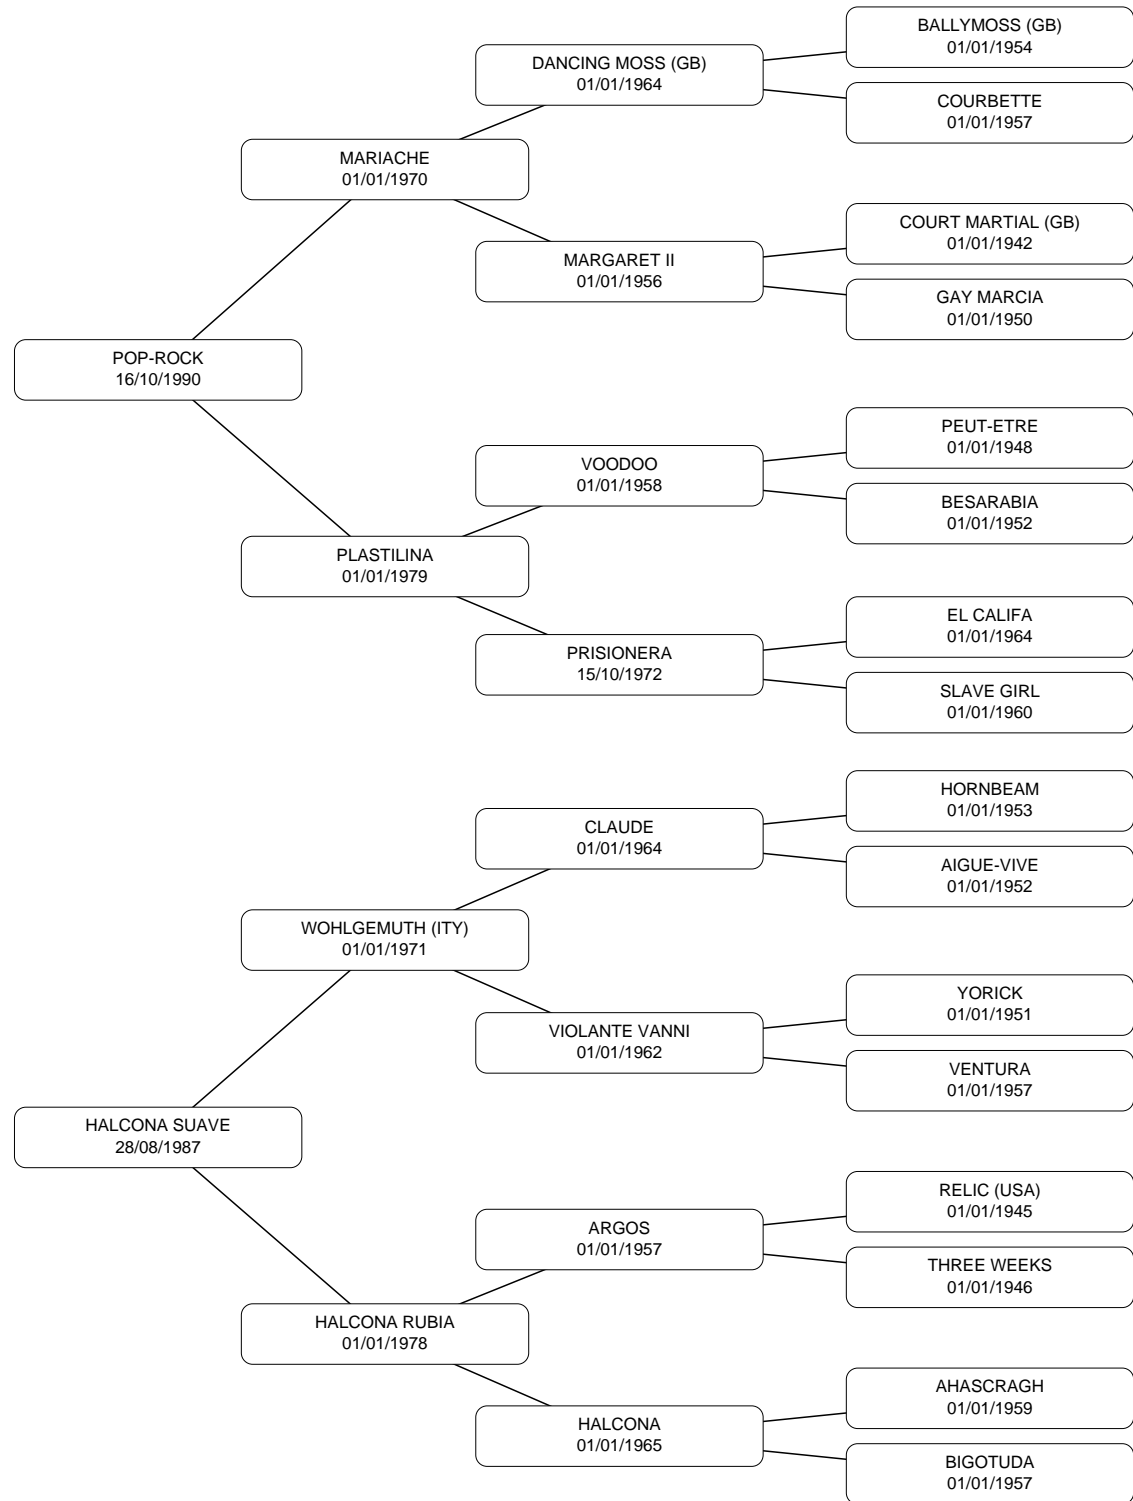 BALLYMOSS (GB)
01/01/1954
DANCING MOSS (GB)
01/01/1964
COURBETTE
01/01/1957
MARIACHE
01/01/1970
COURT MARTIAL (GB)
01/01/1942
MARGARET II
01/01/1956
GAY MARCIA
01/01/1950
POP-ROCK
16/10/1990
PEUT-ETRE
01/01/1948
VOODOO
01/01/1958
BESARABIA
01/01/1952
PLASTILINA
01/01/1979
EL CALIFA
01/01/1964
PRISIONERA
15/10/1972
SLAVE GIRL
01/01/1960
HORNBEAM
01/01/1953
CLAUDE
01/01/1964
AIGUE-VIVE
01/01/1952
WOHLGEMUTH (ITY)
01/01/1971
YORICK
01/01/1951
VIOLANTE VANNI
01/01/1962
VENTURA
01/01/1957
HALCONA SUAVE
28/08/1987
RELIC (USA)
01/01/1945
ARGOS
01/01/1957
THREE WEEKS
01/01/1946
HALCONA RUBIA
01/01/1978
AHASCRAGH
01/01/1959
HALCONA
01/01/1965
BIGOTUDA
01/01/1957